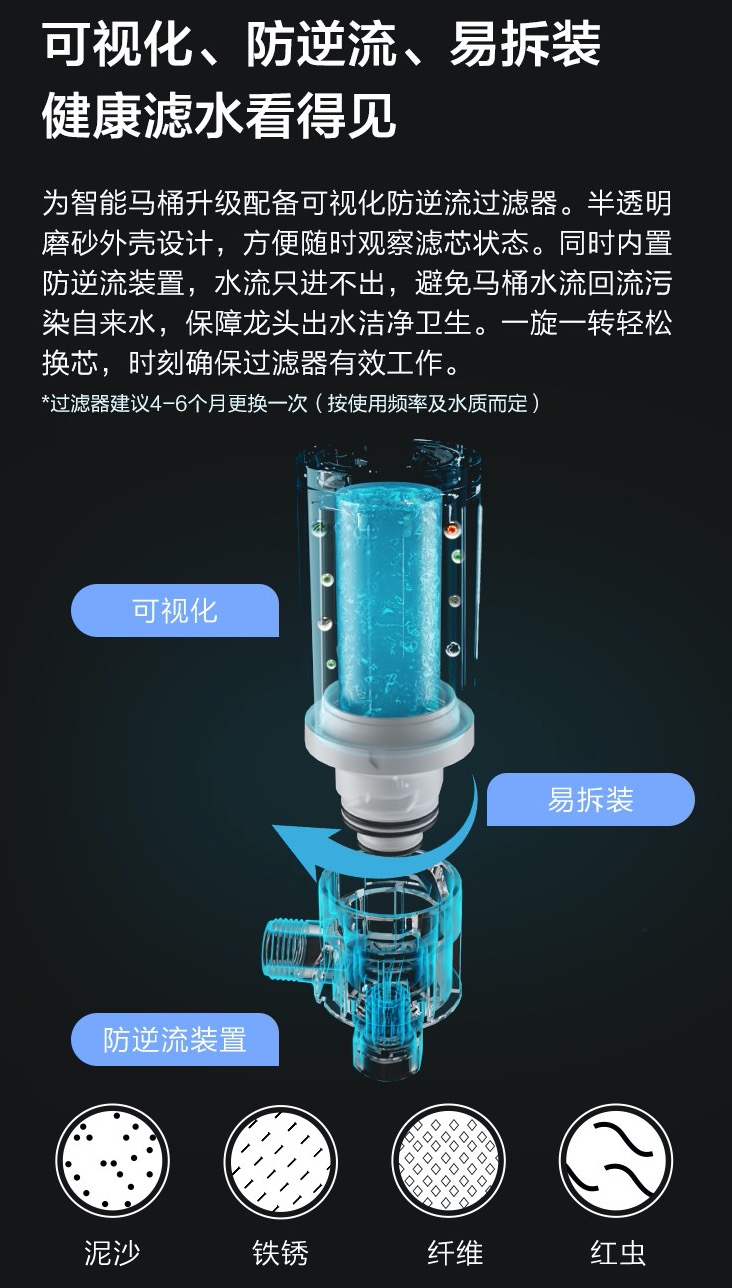 可视化、防逆流、易拆装
健康滤水看得见
为智能马桶升级配备可视化防逆流过滤器。半透明
磨砂外壳设计，方便随时观察滤芯状态。同时内置
防逆流装置，水流只进不出，避免马桶水流回流污
染自来水，保障龙头出水洁净卫生。一旋一转轻松
换芯，时刻确保过滤器有效工作。
*过滤器建议4-6个月更换一次（按使用频率及水质而定）
可视化
易拆装
防逆流装置
泥沙
铁锈
纤维
红虫